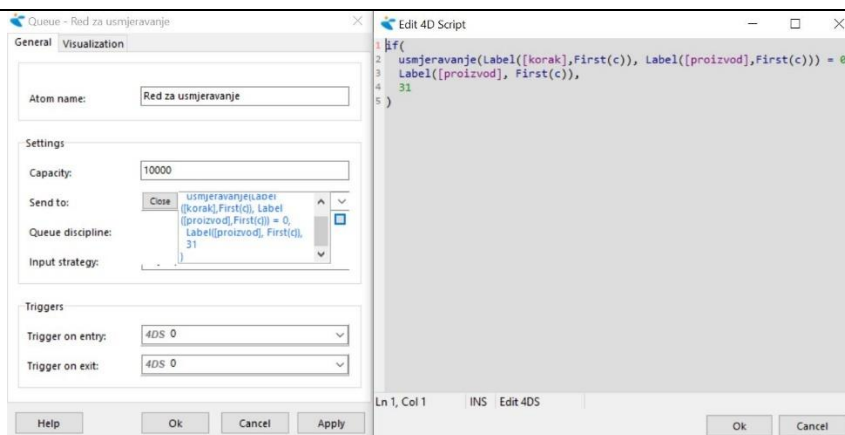 Queue - Red za usmjeravanje
General Visualization
Atom name: Red za usmjeravanje
Settings
Capacity: 10000
Send to: Close usmjeravanje(Label
([korak],First(c)), Label
([proizvod],First(c))) = 0,
Label([proizvod], First(c)),
31
)
Queue discipline:
Input strategy:
Triggers
Trigger on entry: 4DS 0
Trigger on exit: 4DS 0
Help Ok Cancel Apply
Edit 4D Script
1 if(
2 usmjeravanje(Label([korak],First(c)), Label([proizvod],First(c))) = 0
3 Label([proizvod], First(c)),
4 31
5 )
Ln 1, Col 1 INS Edit 4DS
Ok Cancel